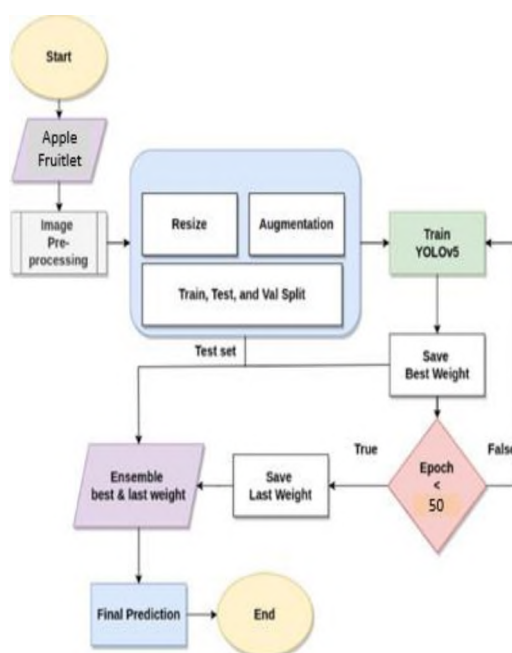 Start
Apple
Fruitlet
Image
Pre-
processing
Resize
Augmentation
Train, Test, and Val Split
Train
YOLOv5
Test set
Save
Best Weight
True
False
Epoch
<
50
Save
Last Weight
Ensemble
best & last weight
Final Prediction
End